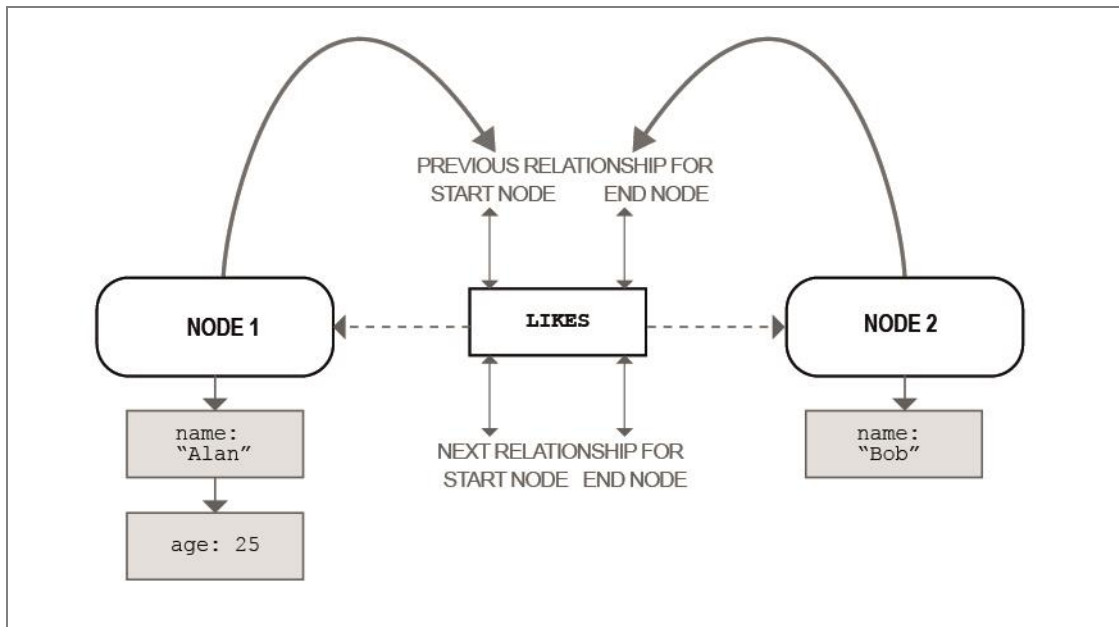 PREVIOUS RELATIONSHIP FOR
START NODE END NODE
NODE 1
LIKES
NODE 2
name:
“Alan”
name:
“Bob”
NEXT RELATIONSHIP FOR
START NODE END NODE
age: 25